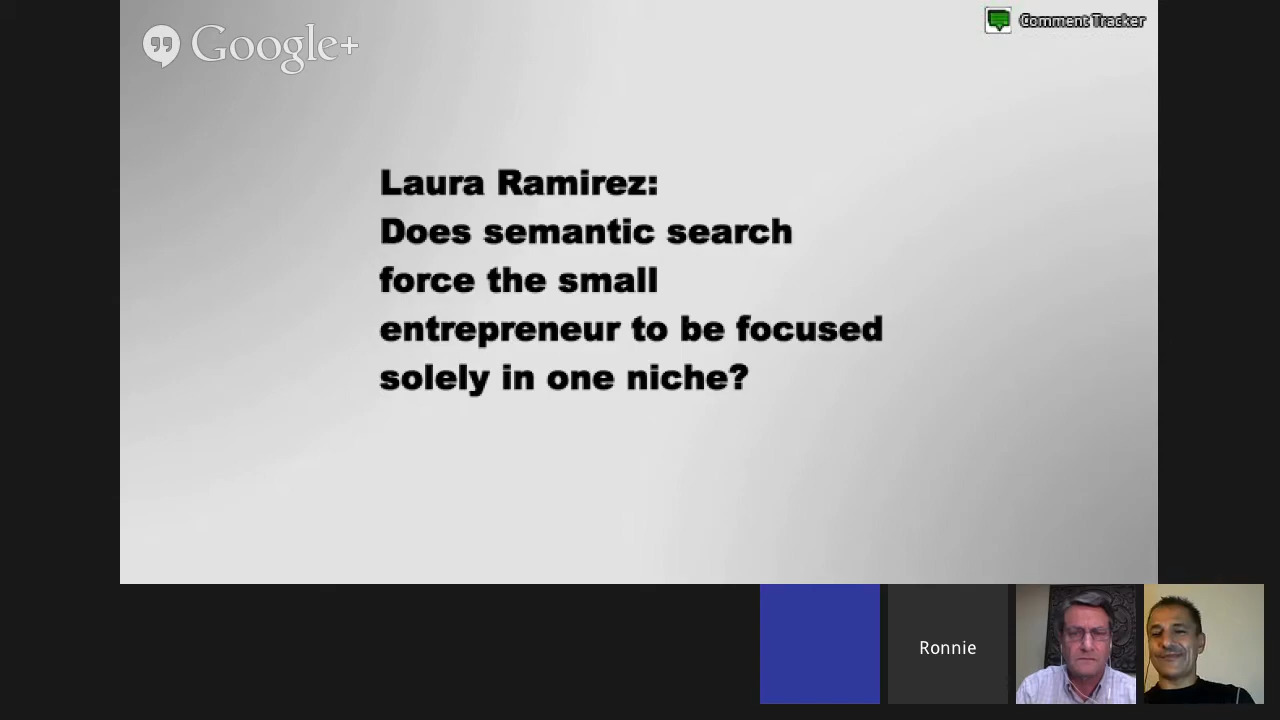 Google+
Comment Tracker
Laura Ramirez:
Does semantic search
force the small
entrepreneur to be focused
solely in one niche?
Ronnie